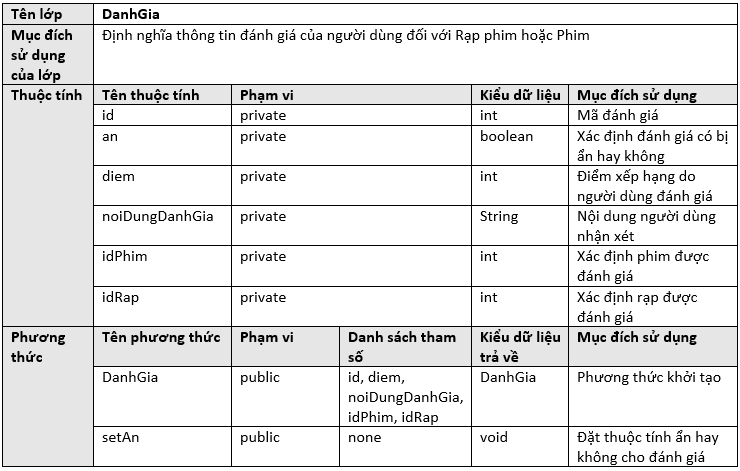 Tên lớp DanhGia
Mục đích sử dụng của lớp Định nghĩa thông tin đánh giá của người dùng đối với Rạp phim hoặc Phim
Thuộc tính Tên thuộc tính Phạm vi Kiểu dữ liệu Mục đích sử dụng
id private int Mã đánh giá
an private boolean Xác định đánh giá có bị ẩn hay không
diem private int Điểm xếp hạng do người dùng đánh giá
noiDungDanhGia private String Nội dung người dùng nhận xét
idPhim private int Xác định phim được đánh giá
idRap private int Xác định rạp được đánh giá
Phương thức Tên phương thức Phạm vi Danh sách tham số Kiểu dữ liệu trả về Mục đích sử dụng
DanhGia public id, diem, noiDungDanhGia, idPhim, idRap DanhGia Phương thức khởi tạo
setAn public none void Đặt thuộc tính ẩn hay không cho đánh giá